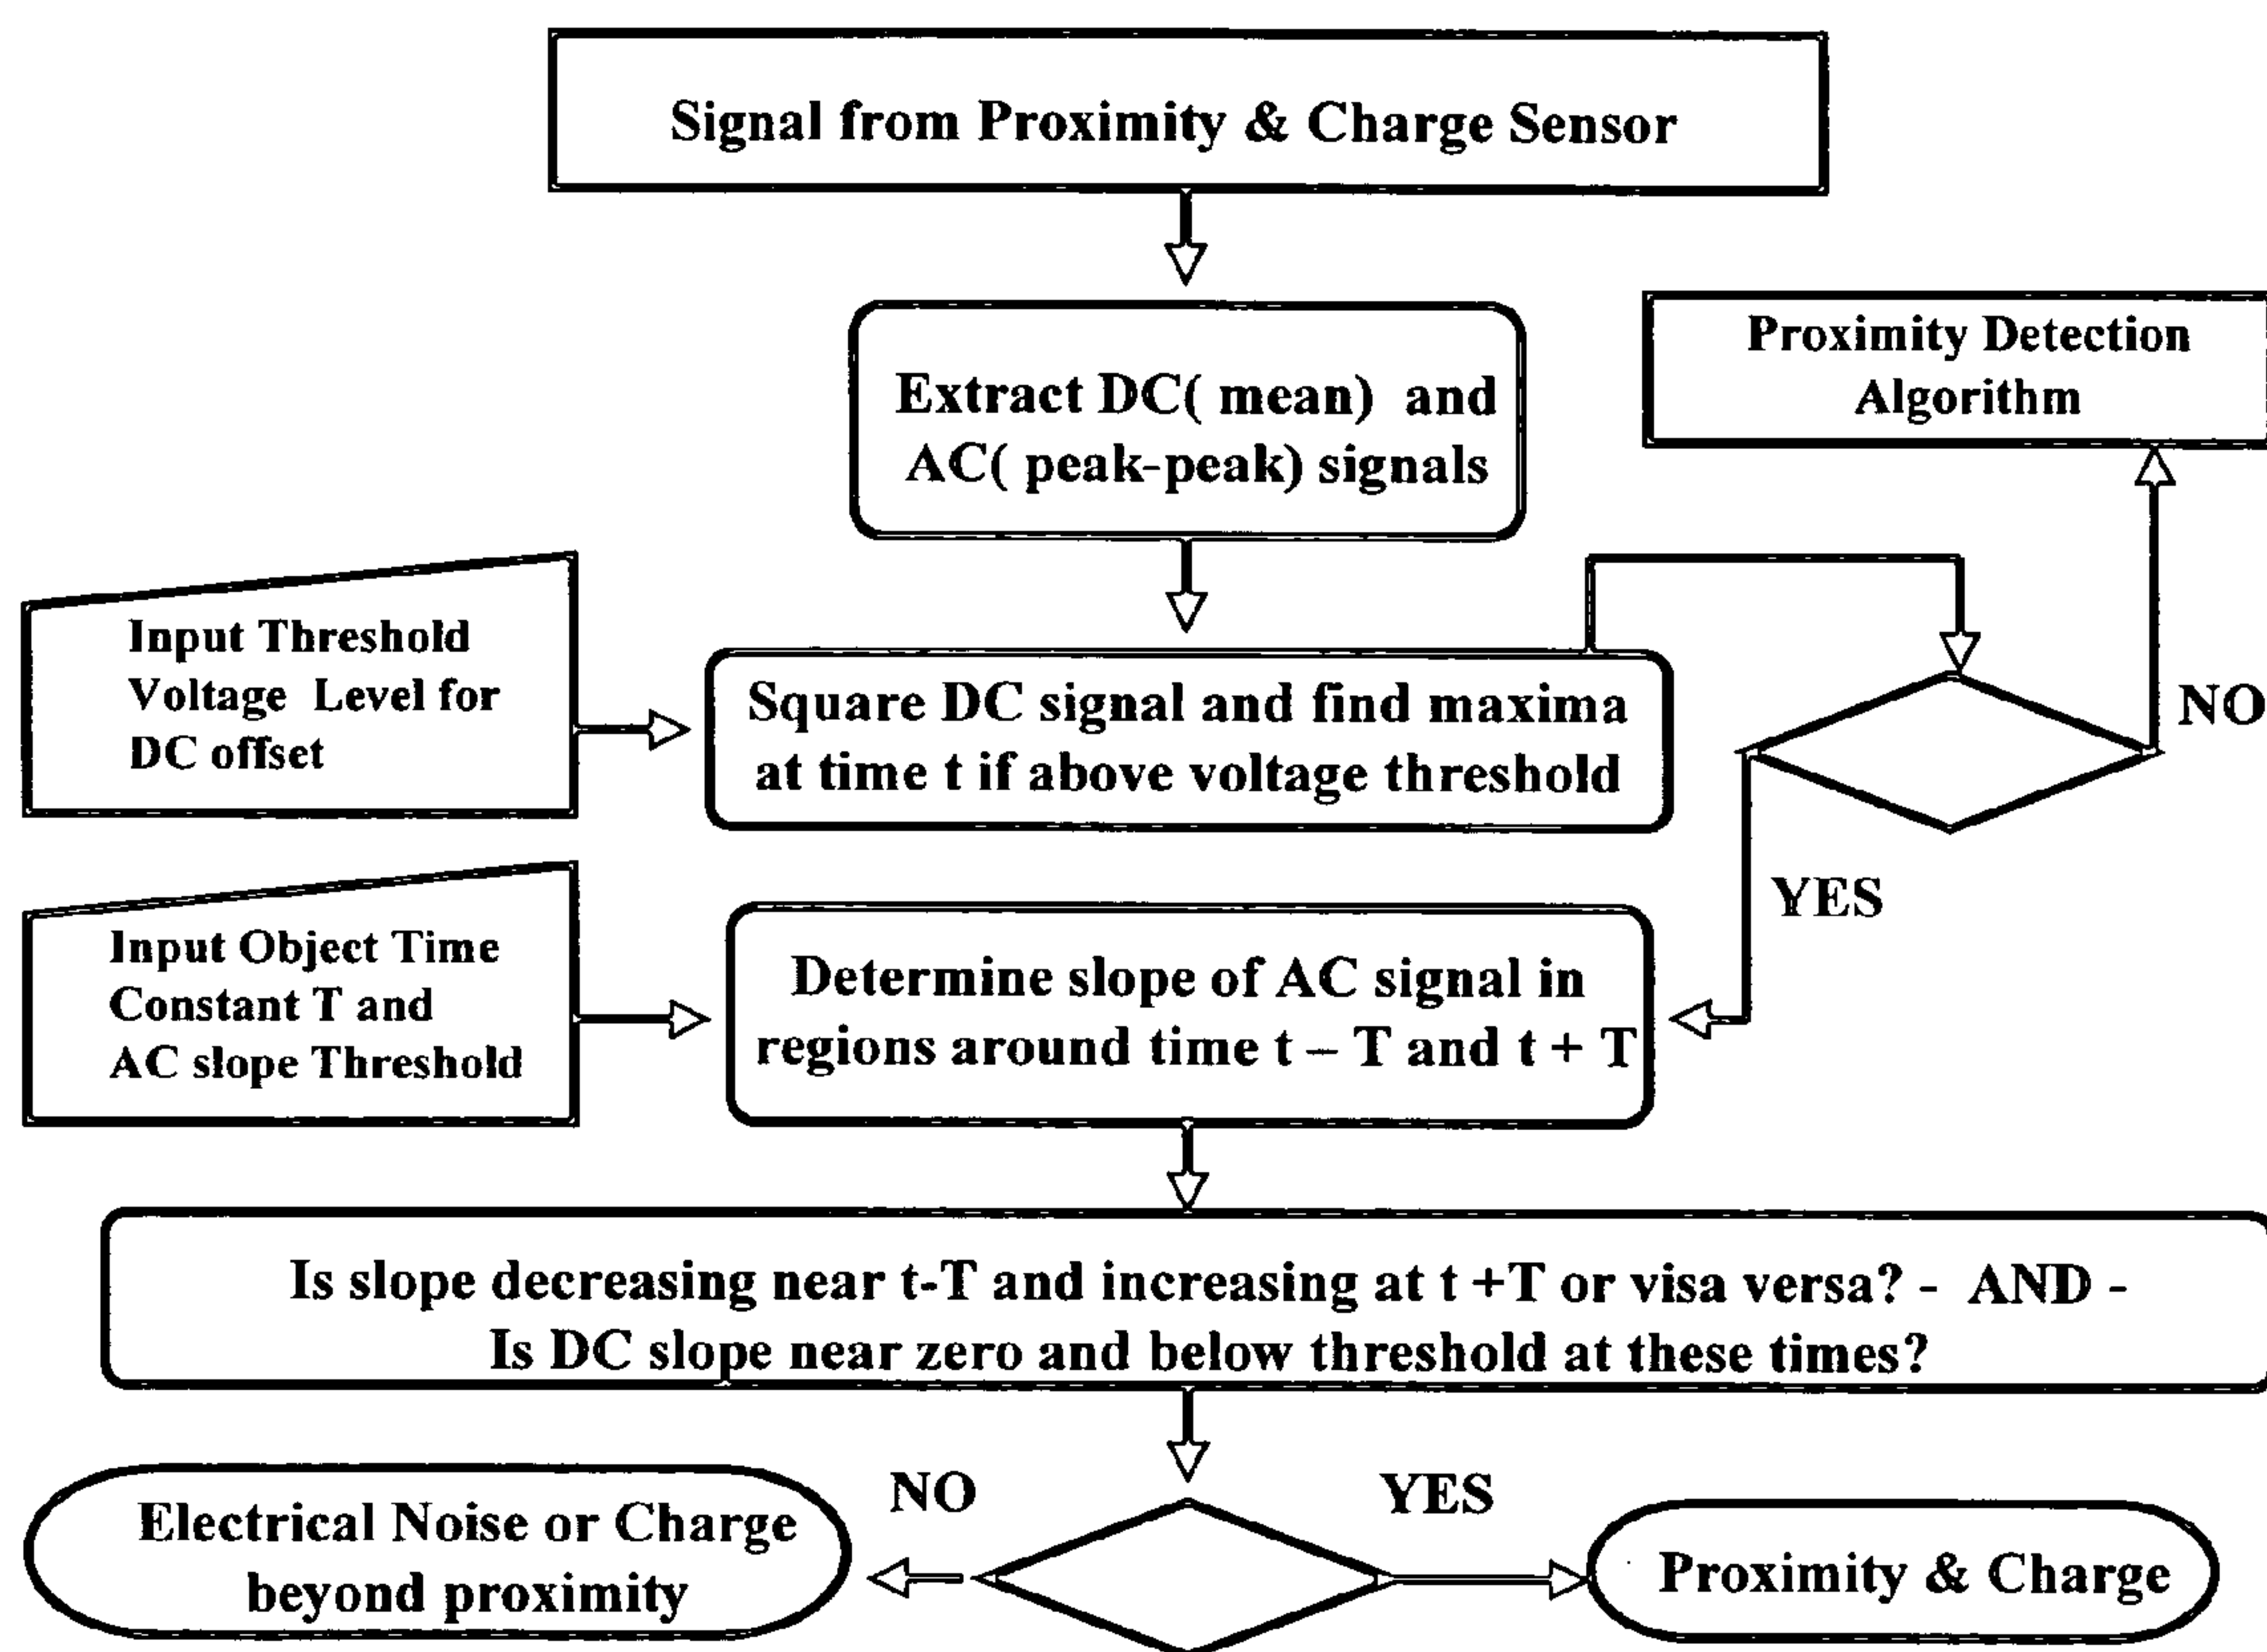 Signal from Proximity & Charge Sensor
Extract DC( mean) and
AC( peak-peak) signals
Proximity Detection
Algorithm
Input Threshold
Voltage Level for
DC offset
Square DC signal and find maxima
at time t if above voltage threshold
NO
YES
Input Object Time
Constant T and
AC slope Threshold
Determine slope of AC signal in
regions around time t – T and t + T
Is slope decreasing near t-T and increasing at t +T or visa versa? - AND -
Is DC slope near zero and below threshold at these times?
NO
YES
Electrical Noise or Charge
beyond proximity
Proximity & Charge